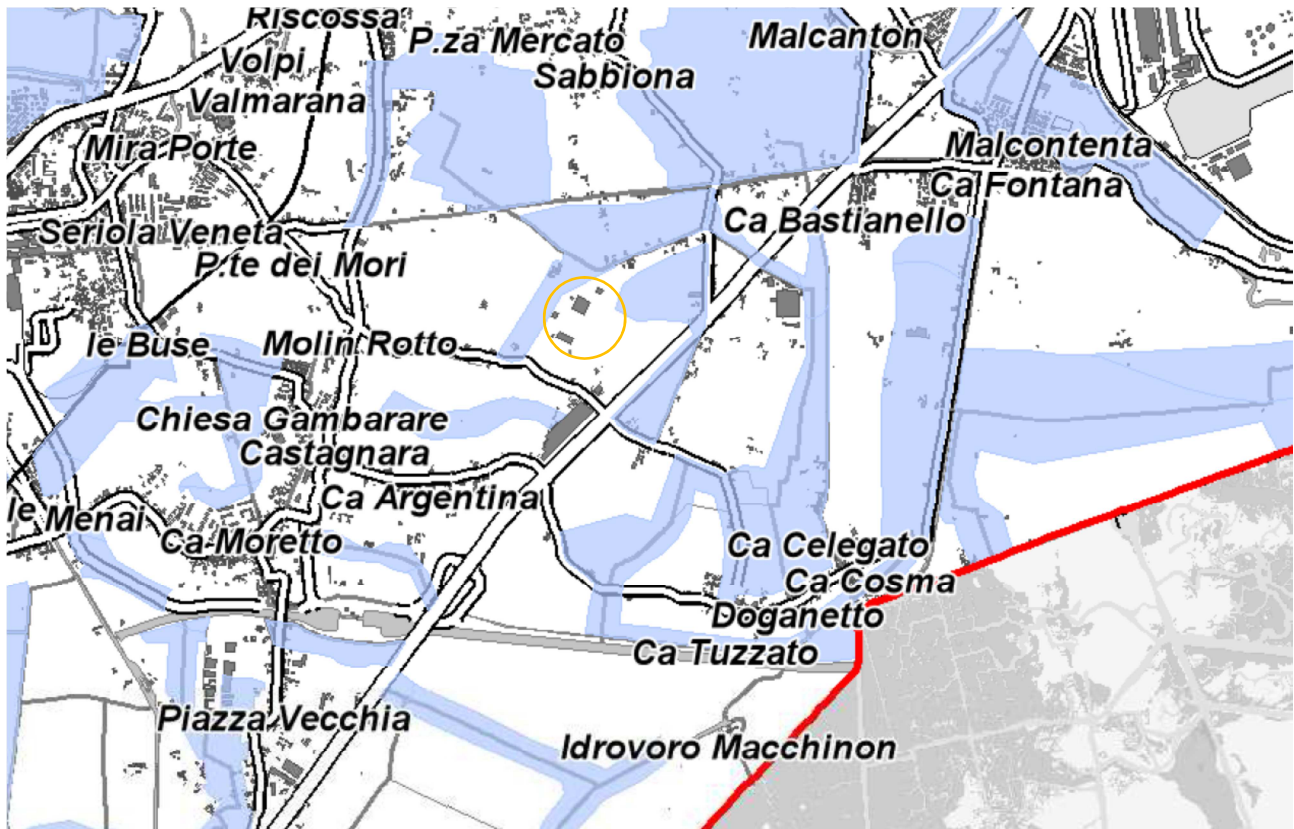 Riscossa
P.za Mercato
Malcanton
Volpi
Sabbiona
Valmarana
Mira Porte
Malcontenta
Ca Fontana
Ca Bastianello
Seriola Veneta
P.te dei Mori
le Buse
Molin Rotto
Chiesa Gambarare
Castagnara
Ca Argentina
le Menai
Ca Moretto
Ca Celegato
Ca Cosma
Doganetto
Ca Tuzzato
Piazza Vecchia
Idrovoro Macchinon